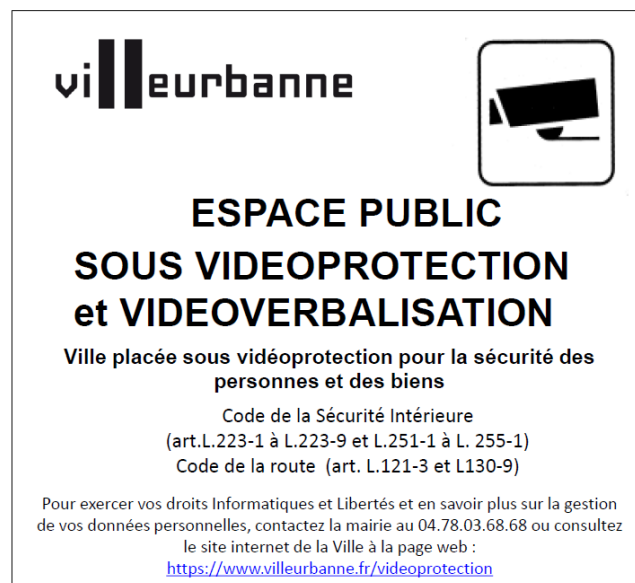 villeurbanne
ESPACE PUBLIC
SOUS VIDEOPROTECTION
et VIDEOVERBALISATION
Ville placée sous vidéoprotection pour la sécurité des
personnes et des biens
Code de la Sécurité Intérieure
(art.L.223-1 à L.223-9 et L.251-1 à L. 255-1)
Code de la route  (art. L.121-3 et L130-9)
Pour exercer vos droits Informatiques et Libertés et en savoir plus sur la gestion
de vos données personnelles, contactez la mairie au 04.78.03.68.68 ou consultez
le site internet de la Ville à la page web :
https://www.villeurbanne.fr/videoprotection